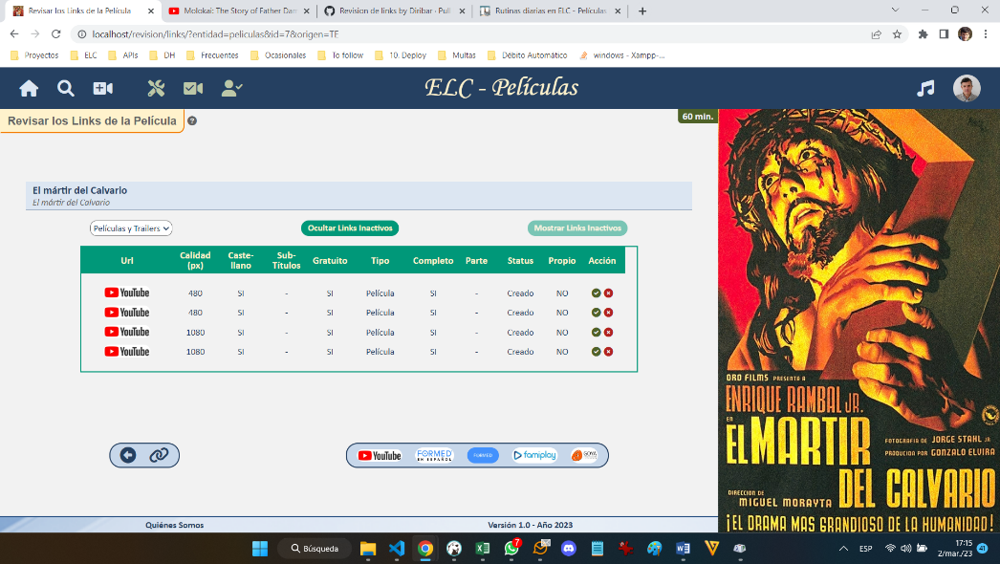 Revisar los Links de la Película
Molokai: The Story of Father Dam
Revision de links by Diribar · Pull
Rutinas diarias en ELC - Películas
localhost/revision/links/?entidad=peliculas&id=7&origen=TE
Proyectos
ELC
APIs
DH
Frecuentes
Ocasionales
To follow
10. Deploy
Multas
Débito Automático
windows - Xampp-...
ELC - Películas
Revisar los Links de la Película
60 min.
El mártir del Calvario
El mártir del Calvario
Películas y Trailers
Ocultar Links Inactivos
Mostrar Links Inactivos
Url Calidad (px) Caste-llano Sub-Títulos Gratuito Tipo Completo Parte Status Propio Acción
YouTube 480 SI - SI Película SI - Creado NO
YouTube 480 SI - SI Película SI - Creado NO
YouTube 1080 SI - SI Película SI - Creado NO
YouTube 1080 SI - SI Película SI - Creado NO
YouTube
FORMED EN ESPAÑOL
FORMED
famiplay
GOYA
ORO FILMS PRESENTA A
ENRIQUE RAMBAL JR.
EN
EL MARTIR
DEL CALVARIO
FOTOGRAFIA DE JORGE STAHL JR
PRODUCIDA POR GONZALO ELVIRA
DIRECCION DE
MIGUEL MORAYTA
¡EL DRAMA MAS GRANDIOSO DE LA HUMANIDAD!
Quiénes Somos
Versión 1.0 - Año 2023
Búsqueda
7
ESP
17:15
2/mar./23
41